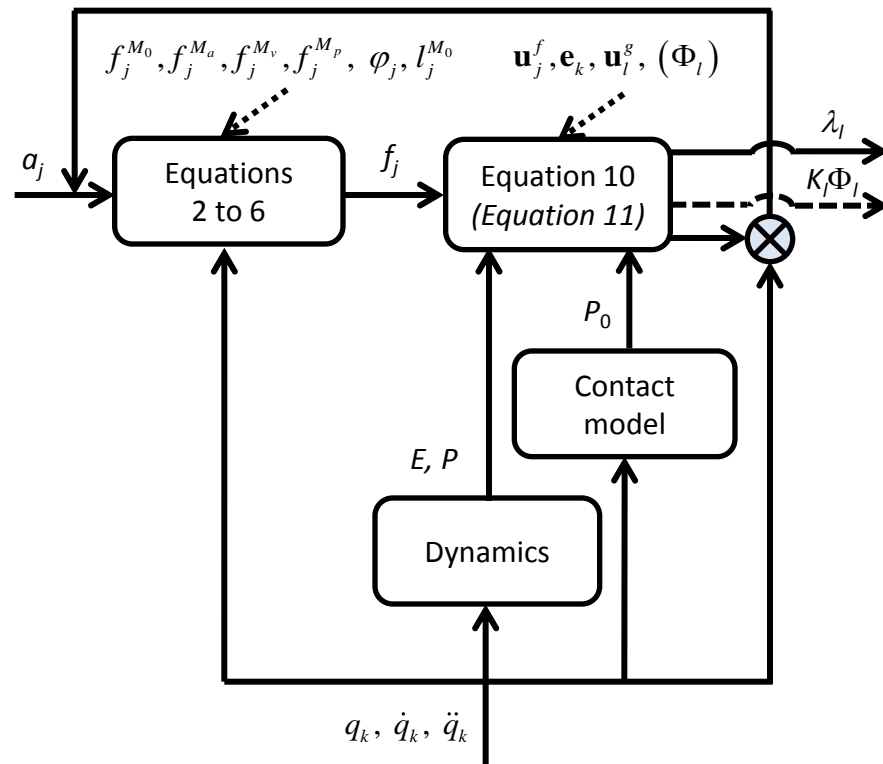 f_j^{M_0}, f_j^{M_a}, f_j^{M_v}, f_j^{M_p}, φ_j, l_j^{M_0}
u_j^f, e_k, u_l^g, (Φ_l)
a_j
Equations
2 to 6
f_j
Equation 10
(Equation 11)
λ_l
K_lΦ_l
P_0
Contact
model
E, P
Dynamics
q_k, q̇_k, q̈_k